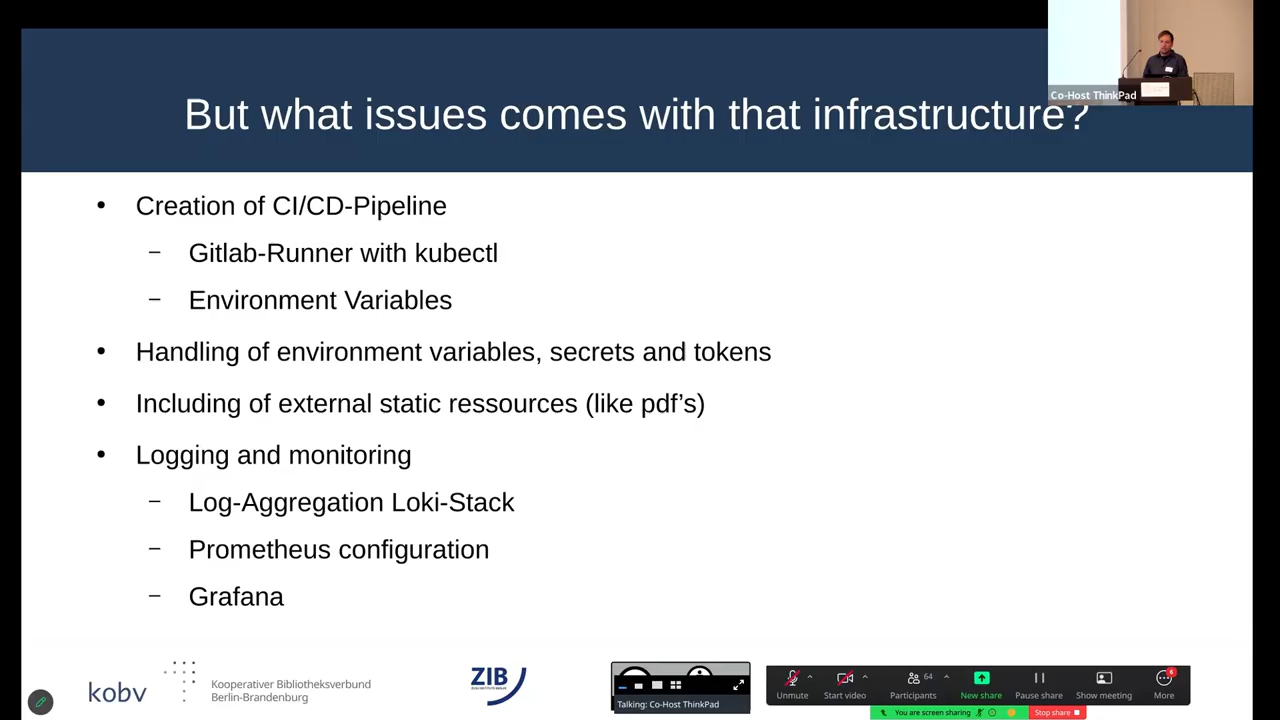 But what issues comes with that infrastructure?
Co-Host ThinkPad
Creation of CI/CD-Pipeline
Gitlab-Runner with kubectl
Environment Variables
Handling of environment variables, secrets and tokens
Including of external static ressources (like pdf’s)
Logging and monitoring
Log-Aggregation Loki-Stack
Prometheus configuration
Grafana
kobv
Kooperativer Bibliotheksverbund
Berlin-Brandenburg
ZIB
Talking: Co-Host ThinkPad
Unmute
Start video
64
Participants
New share
Pause share
Show meeting
6
More
You are screen sharing
Stop share